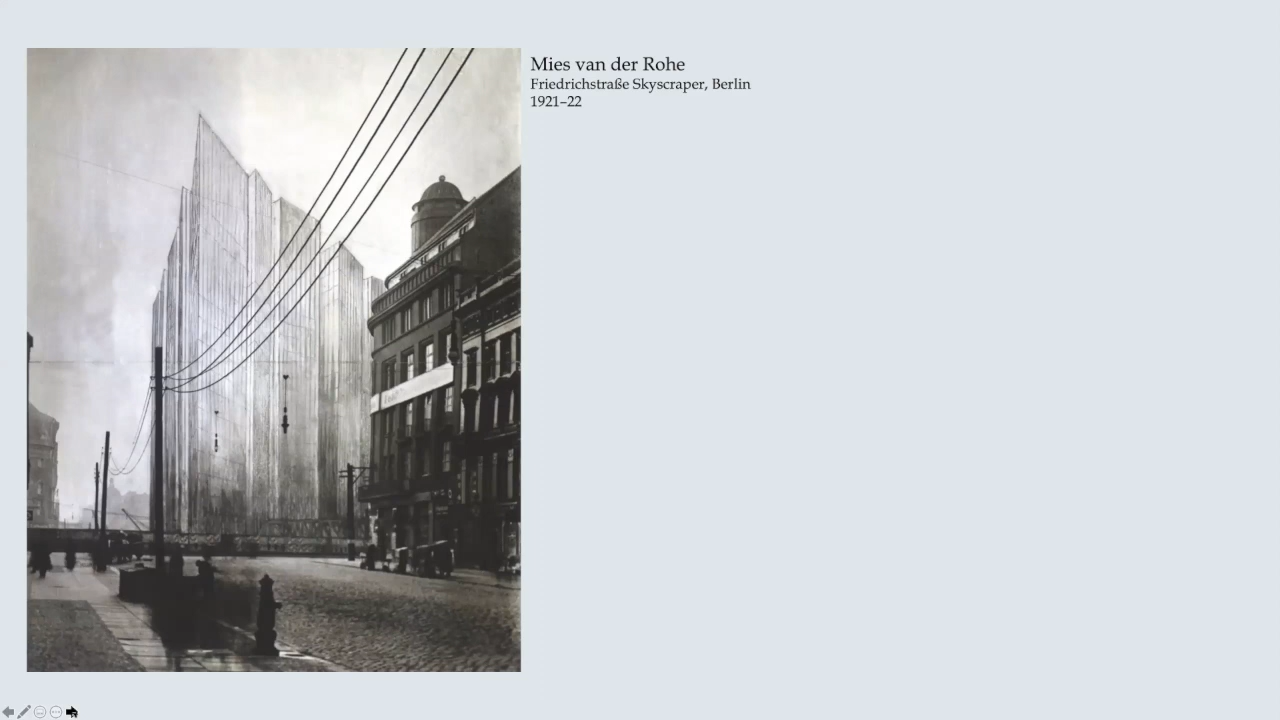 Mies van der Rohe
Friedrichstraße Skyscraper, Berlin
1921–22